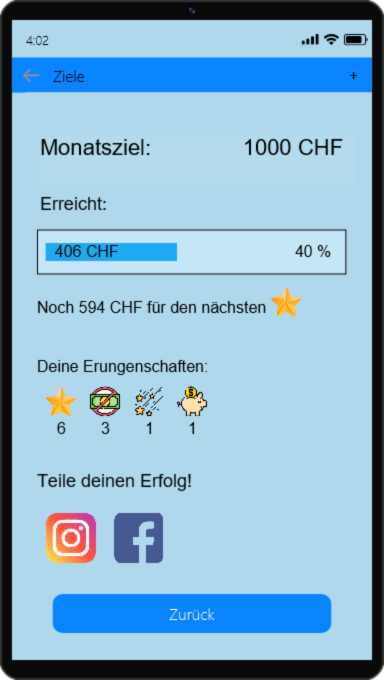 4:02
Ziele +
Monatsziel: 1000 CHF
Erreicht:
406 CHF 40 %
Noch 594 CHF für den nächsten
Deine Erungenschaften:
6 3 1 1
Teile deinen Erfolg!
Zurück